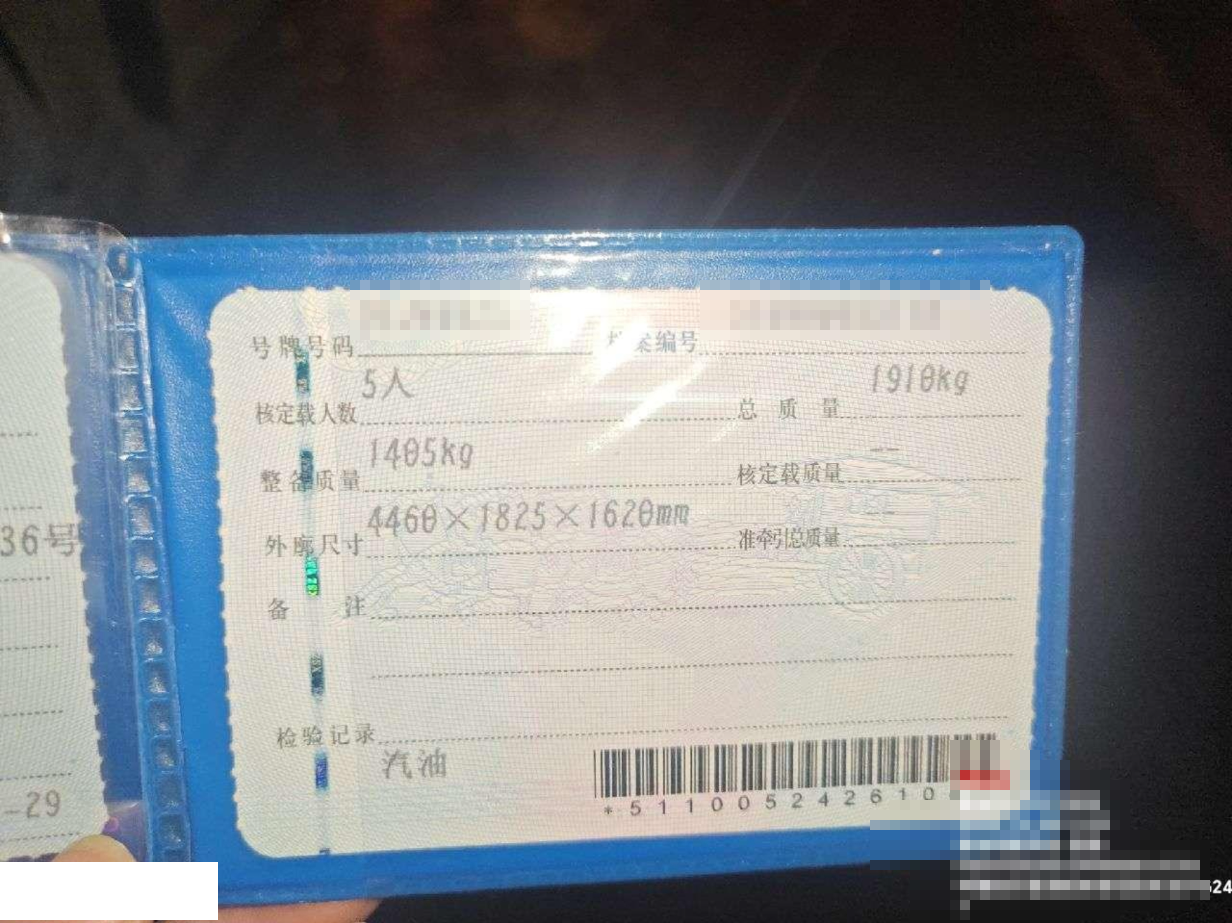 号牌号码
案编号
5人
1910kg
核定载人数
总质量
1405kg
--
整备质量
核定载质量
4460×1825×1620mm
--
外廓尺寸
准牵引总质量
36号
备注
检验记录
汽油
-29
*511005242610
24